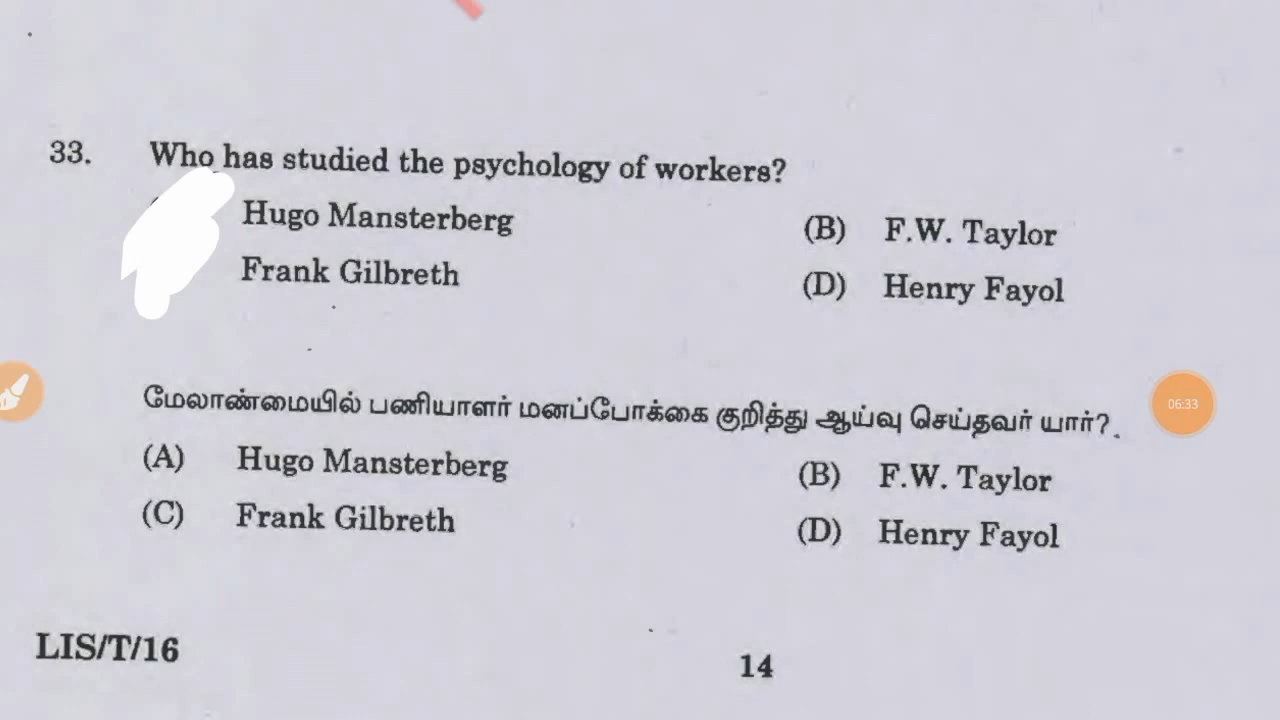 33. Who has studied the psychology of workers?
Hugo Mansterberg (B) F.W. Taylor
Frank Gilbreth (D) Henry Fayol
மேலாண்மையில் பணியாளர் மனப்போக்கை குறித்து ஆய்வு செய்தவர் யார்?
06:33
(A) Hugo Mansterberg (B) F.W. Taylor
(C) Frank Gilbreth (D) Henry Fayol
LIS/T/16 14